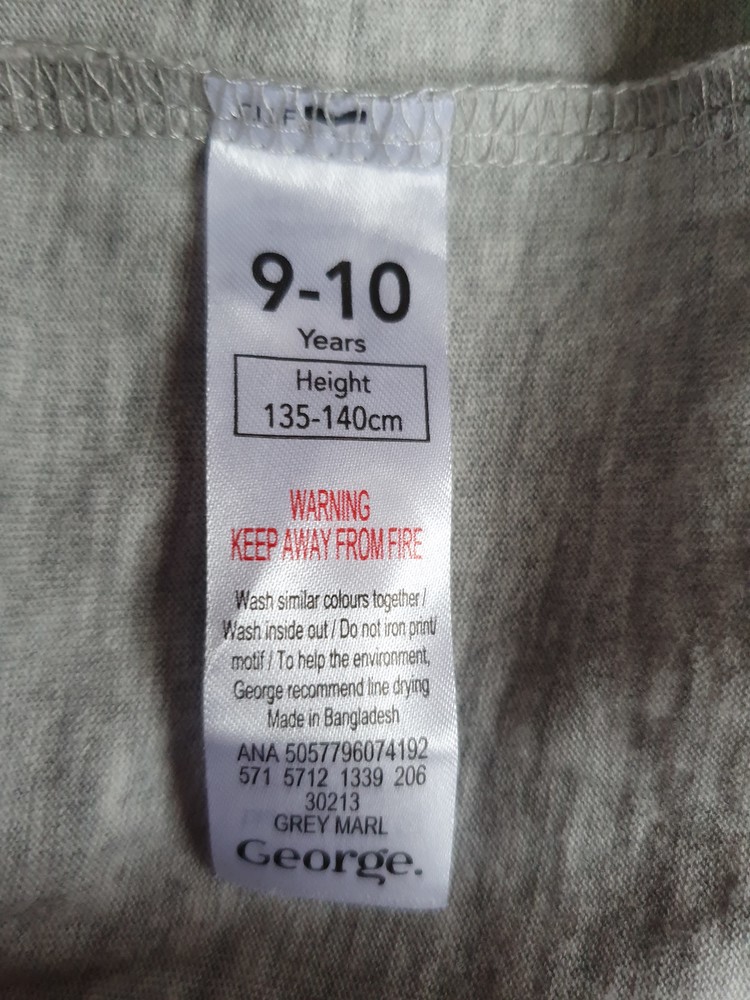 9-10
Years
Height
135-140cm
WARNING
KEEP AWAY FROM FIRE
Wash similar colours together /
Wash inside out / Do not iron print/
motif / To help the environment,
George recommend line drying
Made in Bangladesh
ANA 5057796074192
571 5712 1339 206
30213
GREY MARL
George.